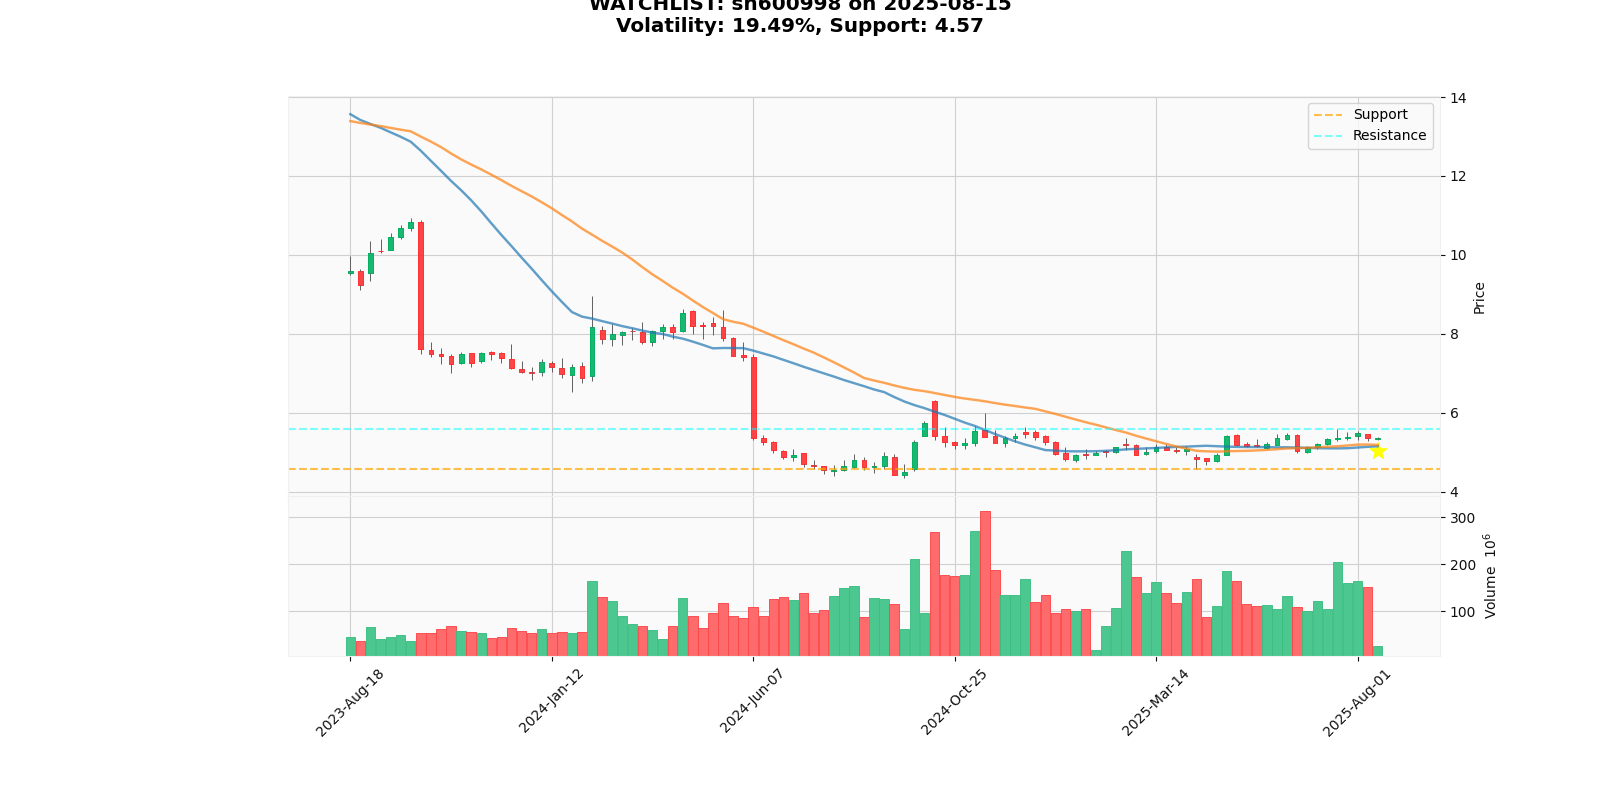 WATCHLIST: sh600998 on 2025-08-15
Volatility: 19.49%, Support: 4.57
Support
Resistance
14
12
10
8
6
4
Price
300
200
100
Volume 10⁶
2023-Aug-18
2024-Jan-12
2024-Jun-07
2024-Oct-25
2025-Mar-14
2025-Aug-01